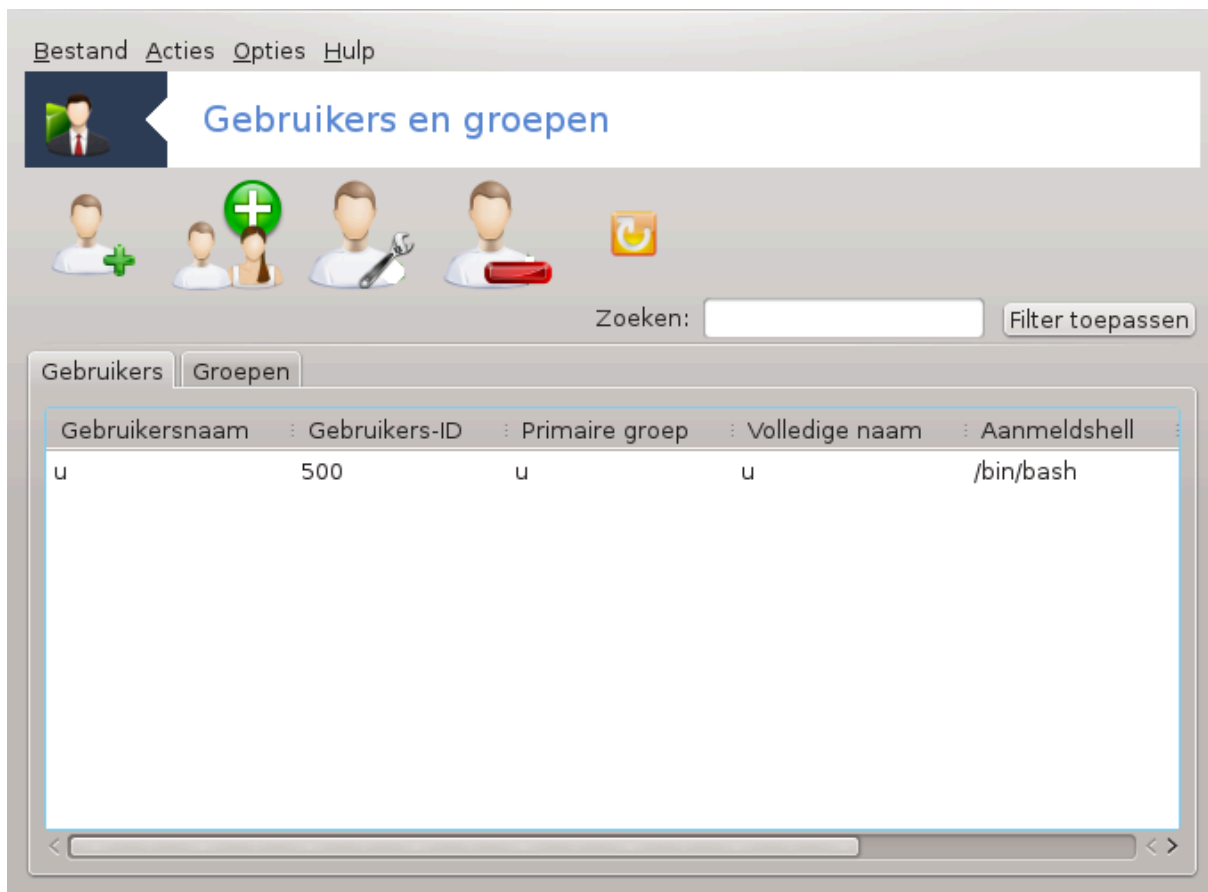 Bestand Acties Opties Hulp
Gebruikers en groepen
Zoeken: Filter toepassen
Gebruikers Groepen
Gebruikersnaam Gebruikers-ID Primaire groep Volledige naam Aanmeldshell
u 500 u u /bin/bash